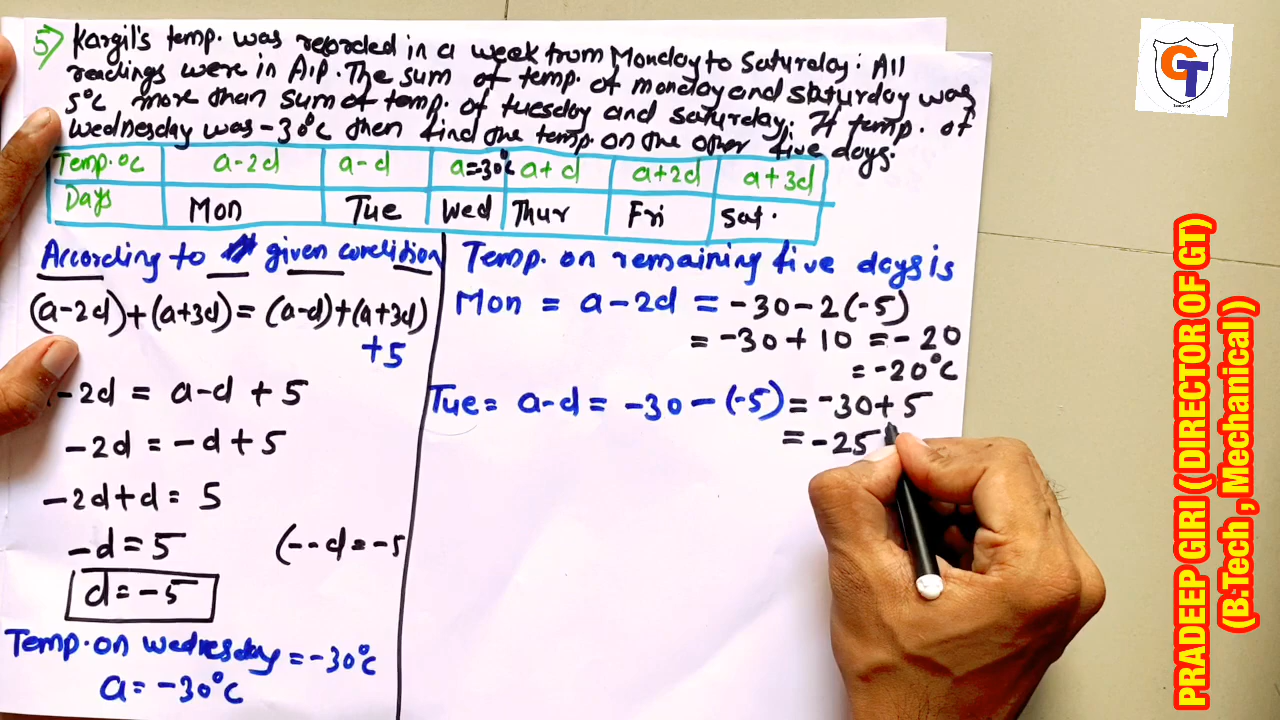 5) Kargil's temp. was recorded in a week from Monday to Saturday. All
readings were in A.P. The sum of temp. of monday and saturday was
5°C more than sum of temp. of tuesday and saturday. If temp. of
Wednesday was -30°C then find the temp. on the other five days.
Temp. °C a-2d a-d a=-30°C a+d a+2d a+3d
Days Mon Tue Wed Thur Fri Sat.
According to given condition
(a-2d)+(a+3d)=(a-d)+(a+3d)
+5
-2d = a-d+5
-2d = -d+5
-2d+d = 5
-d = 5 (--d = -5
d = -5
Temp. on wednesday = -30°C
a = -30°C
Temp. on remaining five days is
Mon = a-2d = -30-2(-5)
= -30+10 = -20
= -20°C
Tue = a-d = -30-(-5) = -30+5
= -25
GT
PRADEEP GIRI (( DIRECTOR OF GT)
(B.Tech , Mechanical )